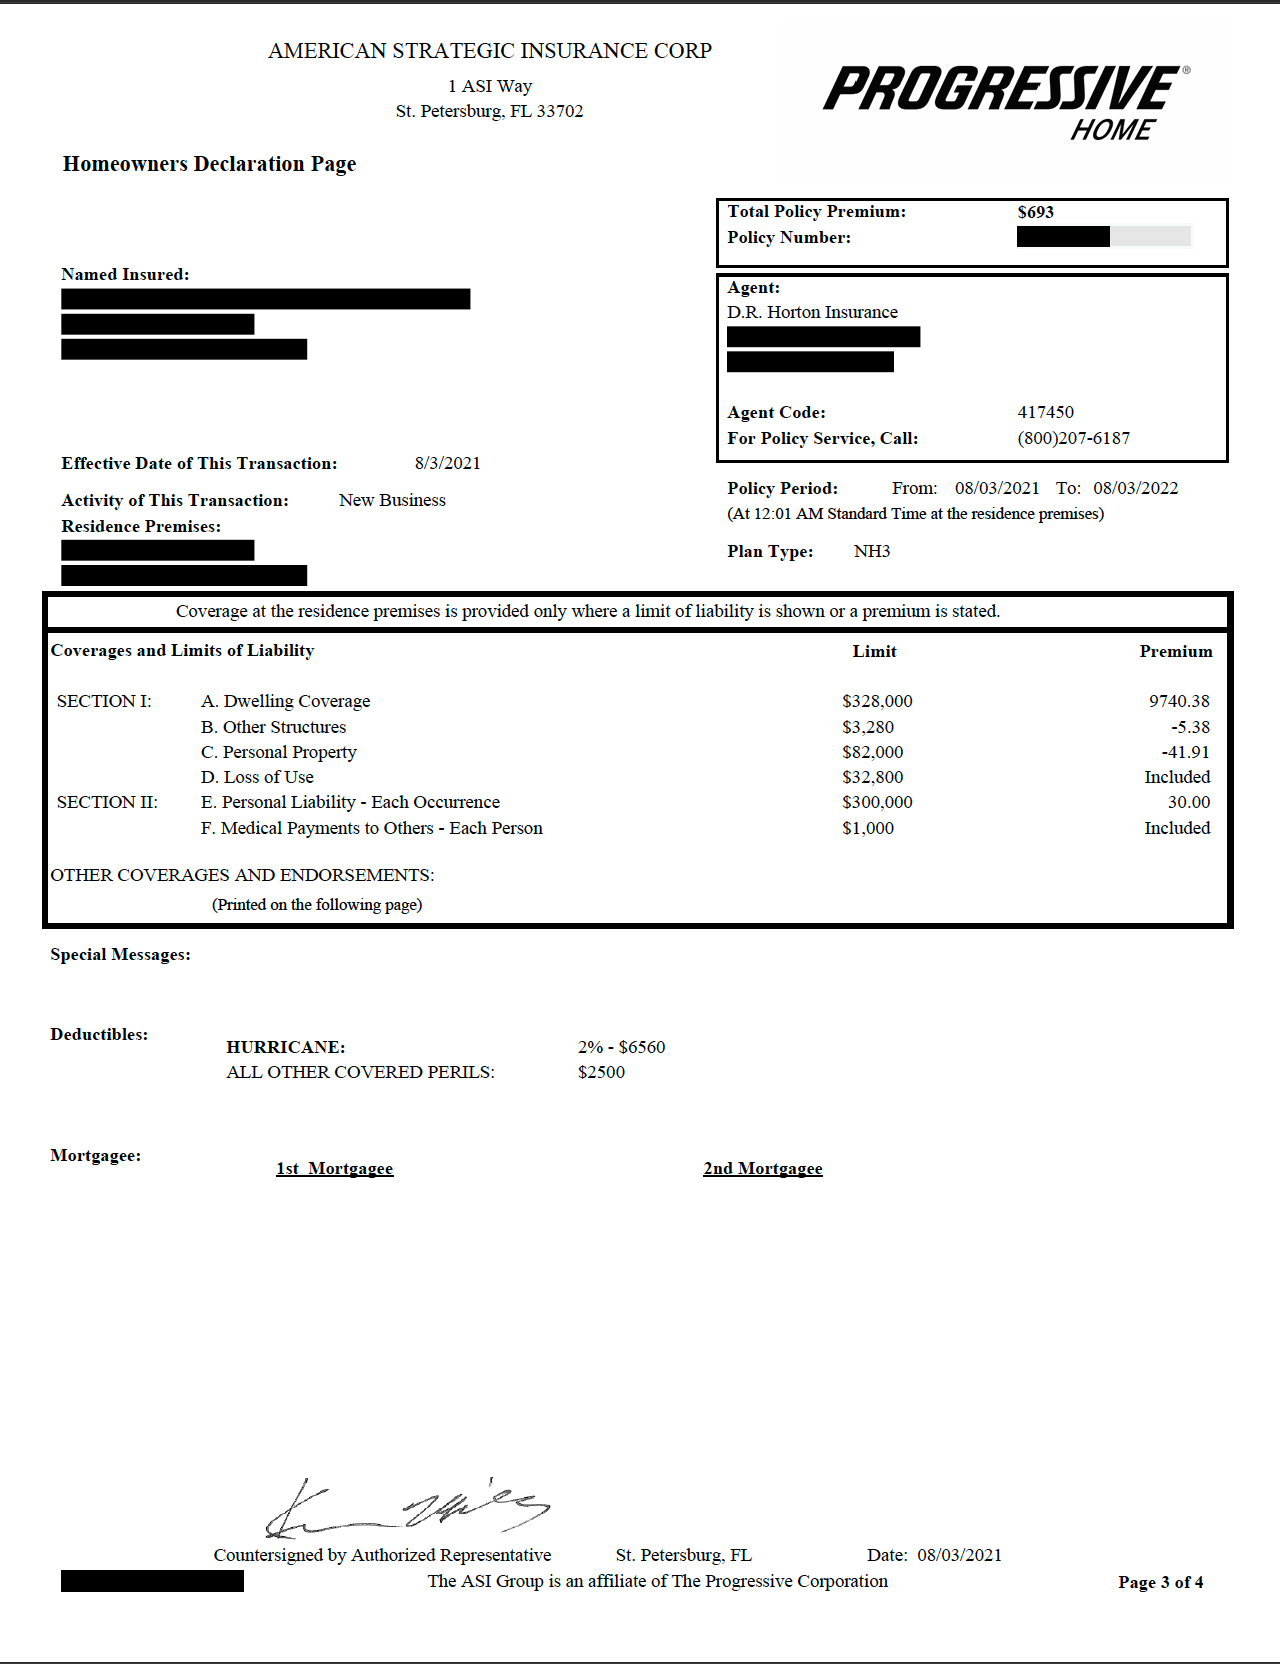 AMERICAN STRATEGIC INSURANCE CORP
1 ASI Way
St. Petersburg, FL 33702
PROGRESSIVE®
HOME
Homeowners Declaration Page
Total Policy Premium: $693
Policy Number:
Named Insured:
Agent:
D.R. Horton Insurance
Agent Code: 417450
For Policy Service, Call: (800)207-6187
Effective Date of This Transaction: 8/3/2021
Activity of This Transaction: New Business
Residence Premises:
Policy Period: From: 08/03/2021 To: 08/03/2022
(At 12:01 AM Standard Time at the residence premises)
Plan Type: NH3
Coverage at the residence premises is provided only where a limit of liability is shown or a premium is stated.
Coverages and Limits of Liability Limit Premium
SECTION I: A. Dwelling Coverage $328,000 9740.38
B. Other Structures $3,280 -5.38
C. Personal Property $82,000 -41.91
D. Loss of Use $32,800 Included
SECTION II: E. Personal Liability - Each Occurrence $300,000 30.00
F. Medical Payments to Others - Each Person $1,000 Included
OTHER COVERAGES AND ENDORSEMENTS:
(Printed on the following page)
Special Messages:
Deductibles:
HURRICANE: 2% - $6560
ALL OTHER COVERED PERILS: $2500
Mortgagee:
1st Mortgagee 2nd Mortgagee
Countersigned by Authorized Representative St. Petersburg, FL Date: 08/03/2021
The ASI Group is an affiliate of The Progressive Corporation
Page 3 of 4